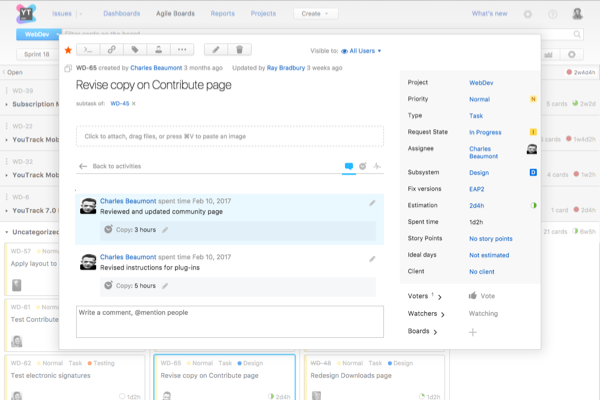 YT
Issues Dashboards Agile Boards Reports Projects Create What's new
WebDev
Sprint 18
Visible to: All Users
WD-65 created by Charles Beaumont 3 months ago Updated by Ray Bradbury 3 weeks ago
Revise copy on Contribute page
subtask of: WD-45 ×
Click to attach, drag files, or press ⌘V to paste an image
Back to activities
Charles Beaumont spent time Feb 10, 2017
Reviewed and updated community page
Copy: 3 hours
Charles Beaumont spent time Feb 10, 2017
Revised instructions for plug-ins
Copy: 5 hours
Write a comment, @mention people
Project WebDev
Priority Normal N
Type Task
Request State In Progress I
Assignee Charles Beaumont
Subsystem Design D
Fix versions EAP2
Estimation 2d4h
Spent time 1d2h
Story Points No story points
Ideal days Not estimated
Client No client
Voters 1 Vote
Watchers Watching
Boards
Open 2w4d1h
WD-39
Subscription M 5 cards 2w2d
WD-22
YouTrack Mob 1w4d2h
WD-32
YouTrack Mob 4 cards 1w
YouTrack 7.0 1 card 2d4h
Uncategorized 21 cards 6w5h
WD-57 Norm
Apply layout to
WD-61 Norm
Test Contribute
WD-62 Normal Task Testing
Test electronic signatures
1d2h
WD-65 Normal Task Design
Revise copy on Contribute page
2d4h
WD-46 Normal Task Design
Redesign Downloads page
1d2h